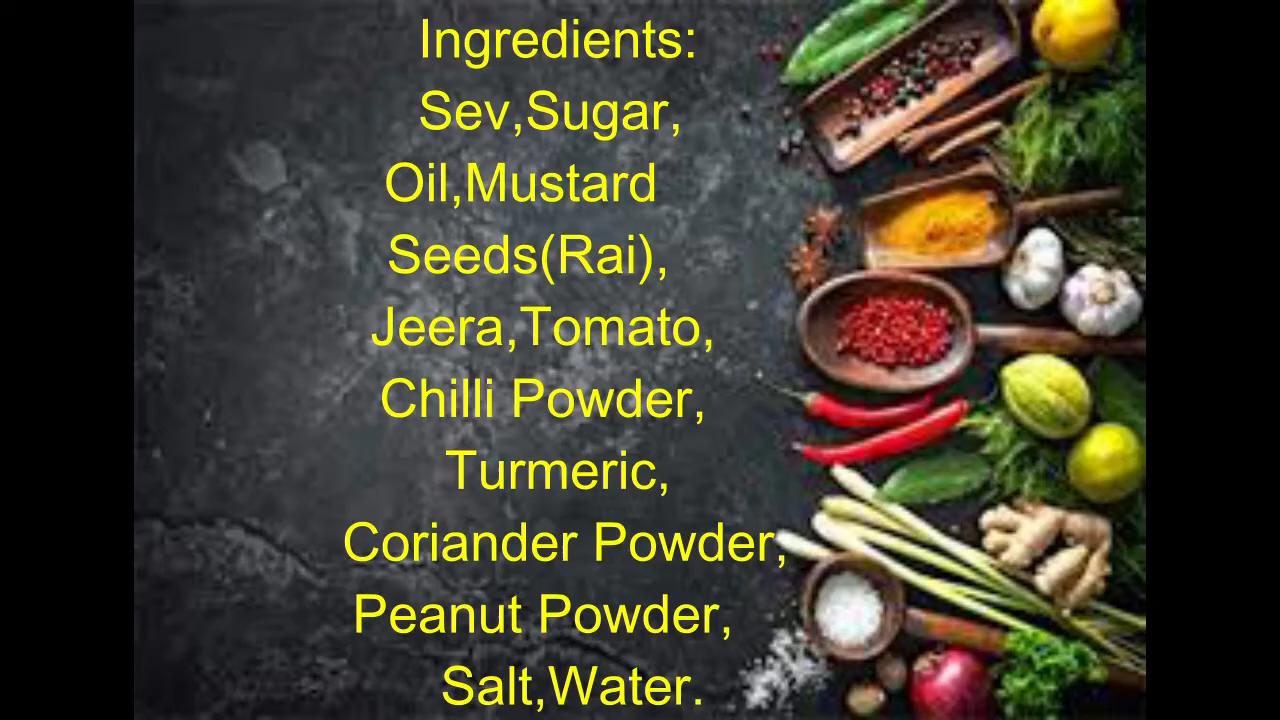 Ingredients:
Sev,Sugar,
Oil,Mustard
Seeds(Rai),
Jeera,Tomato,
Chilli Powder,
Turmeric,
Coriander Powder,
Peanut Powder,
Salt,Water.